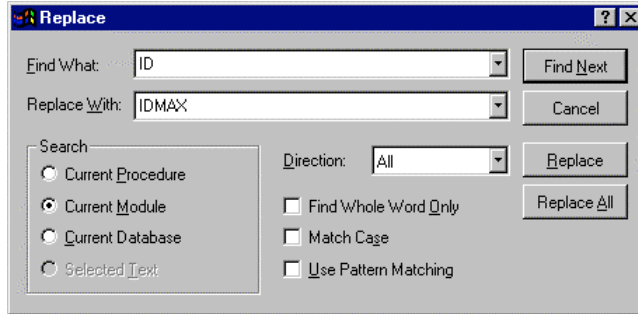 Replace
Find What: ID
Find Next
Replace With: IDMAX
Cancel
Search
Current Procedure
Current Module
Current Database
Selected Text
Direction: All
Find Whole Word Only
Match Case
Use Pattern Matching
Replace
Replace All